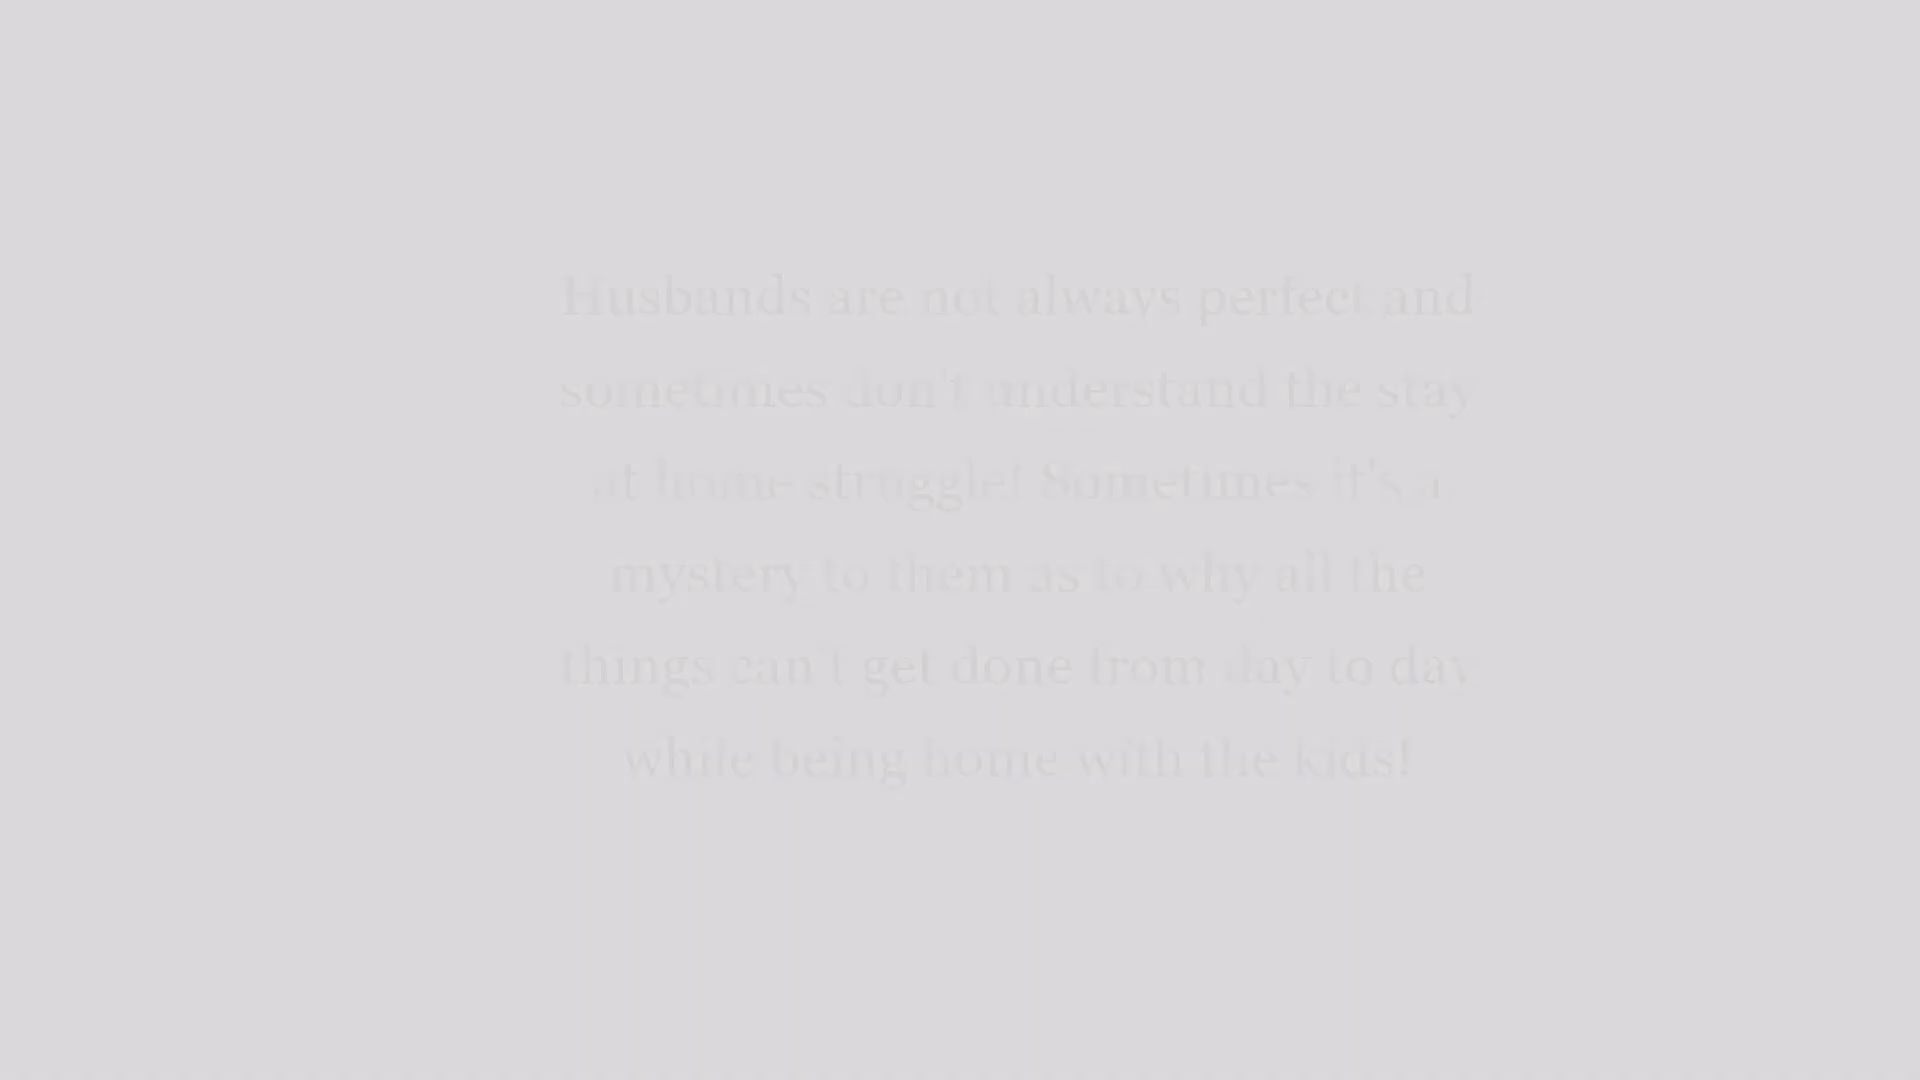 Husbands are not always perfect and
sometimes don't understand the stay
at home struggle! Sometimes it's a
mystery to them as to why all the
things can't get done from day to day
while being home with the kids!